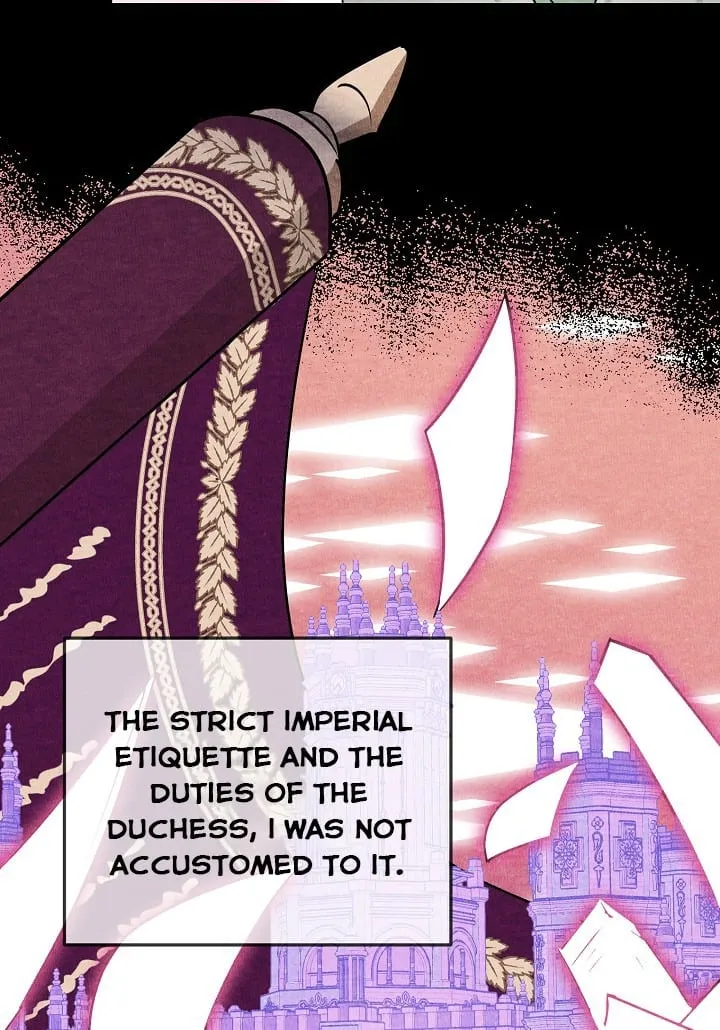 THE STRICT IMPERIAL
ETIQUETTE AND THE
DUTIES OF THE
DUCHESS, I WAS NOT
ACCUSTOMED TO IT.